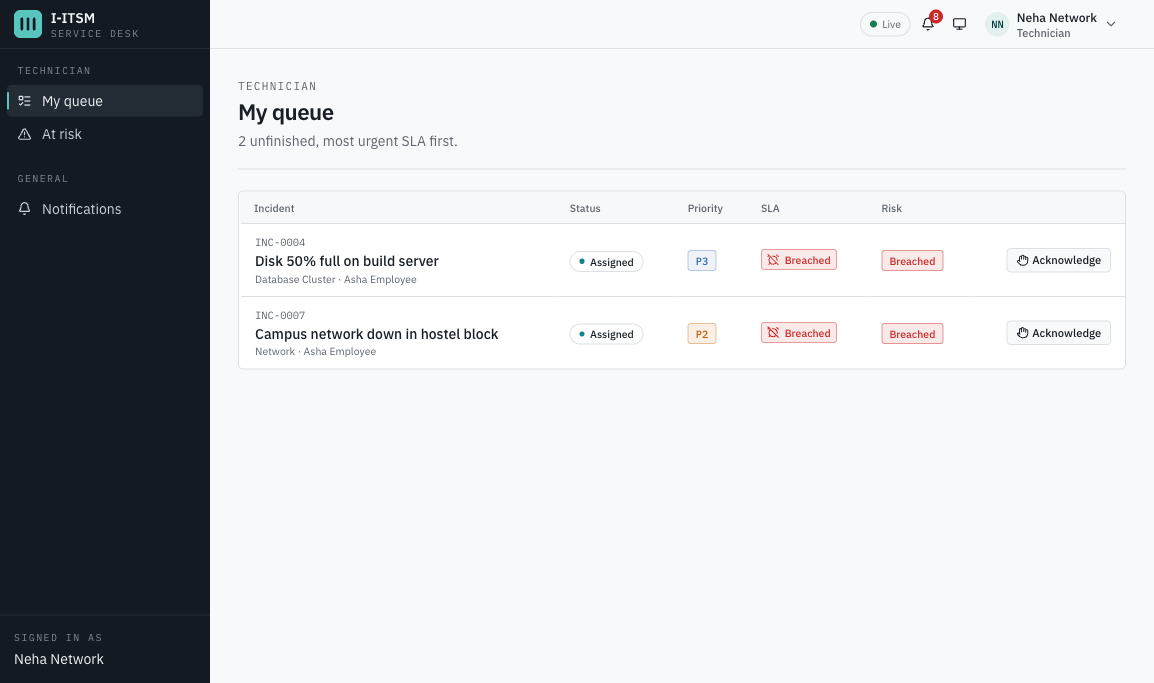 I-ITSM
SERVICE DESK
TECHNICIAN
My queue
At risk
GENERAL
Notifications
SIGNED IN AS
Neha Network
Live
8
NN
Neha Network
Technician
TECHNICIAN
My queue
2 unfinished, most urgent SLA first.
Incident Status Priority SLA Risk
INC-0004
Disk 50% full on build server
Database Cluster · Asha Employee
Assigned P3 Breached Breached Acknowledge
INC-0007
Campus network down in hostel block
Network · Asha Employee
Assigned P2 Breached Breached Acknowledge